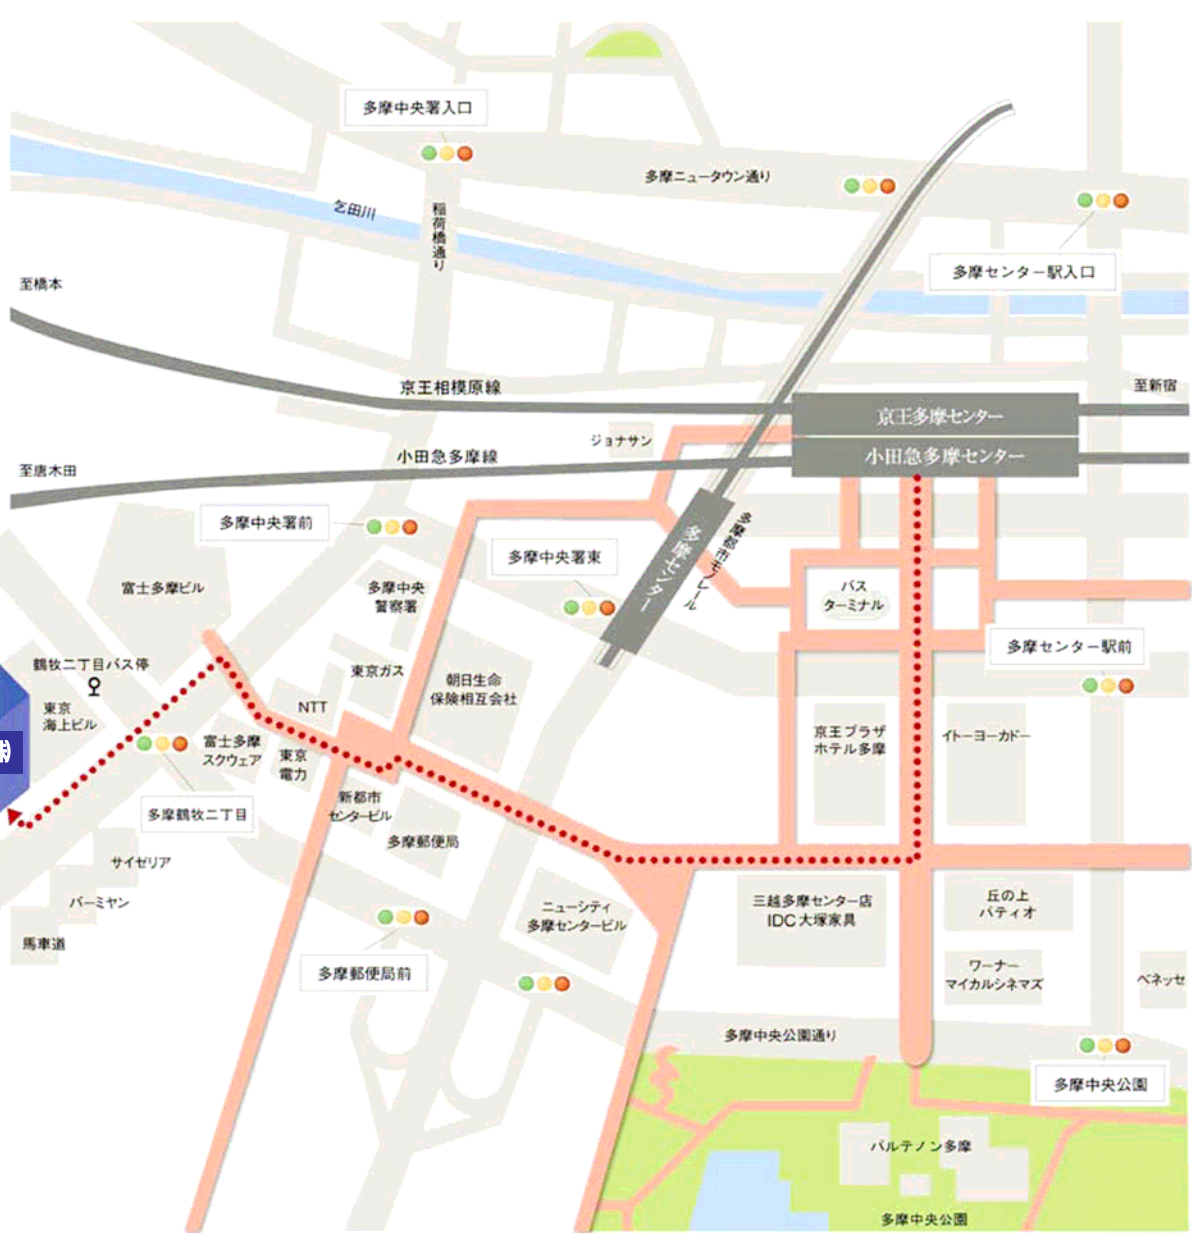 多摩中央署入口
多摩ニュータウン通り
乞田川
稲荷橋通り
多摩センター駅入口
至橋本
京王相模原線
至新宿
京王多摩センター
ジョナサン
小田急多摩線
小田急多摩センター
至唐木田
多摩中央署前
多摩都市モノレール
多摩センター
多摩中央署東
富士多摩ビル
多摩中央
警察署
バス
ターミナル
多摩センター駅前
鶴牧二丁目バス停
東京ガス
朝日生命
保険相互会社
東京
海上ビル
NTT
富士多摩
スクウェア
東京
電力
京王プラザ
ホテル多摩
イトーヨーカドー
新都市
センタービル
多摩鶴牧二丁目
多摩郵便局
サイゼリア
バーミヤン
馬車道
ニューシティ
多摩センタービル
三越多摩センター店
IDC大塚家具
丘の上
パティオ
多摩郵便局前
ワーナー
マイカルシネマズ
ベネッセ
多摩中央公園通り
多摩中央公園
パルテノン多摩
多摩中央公園